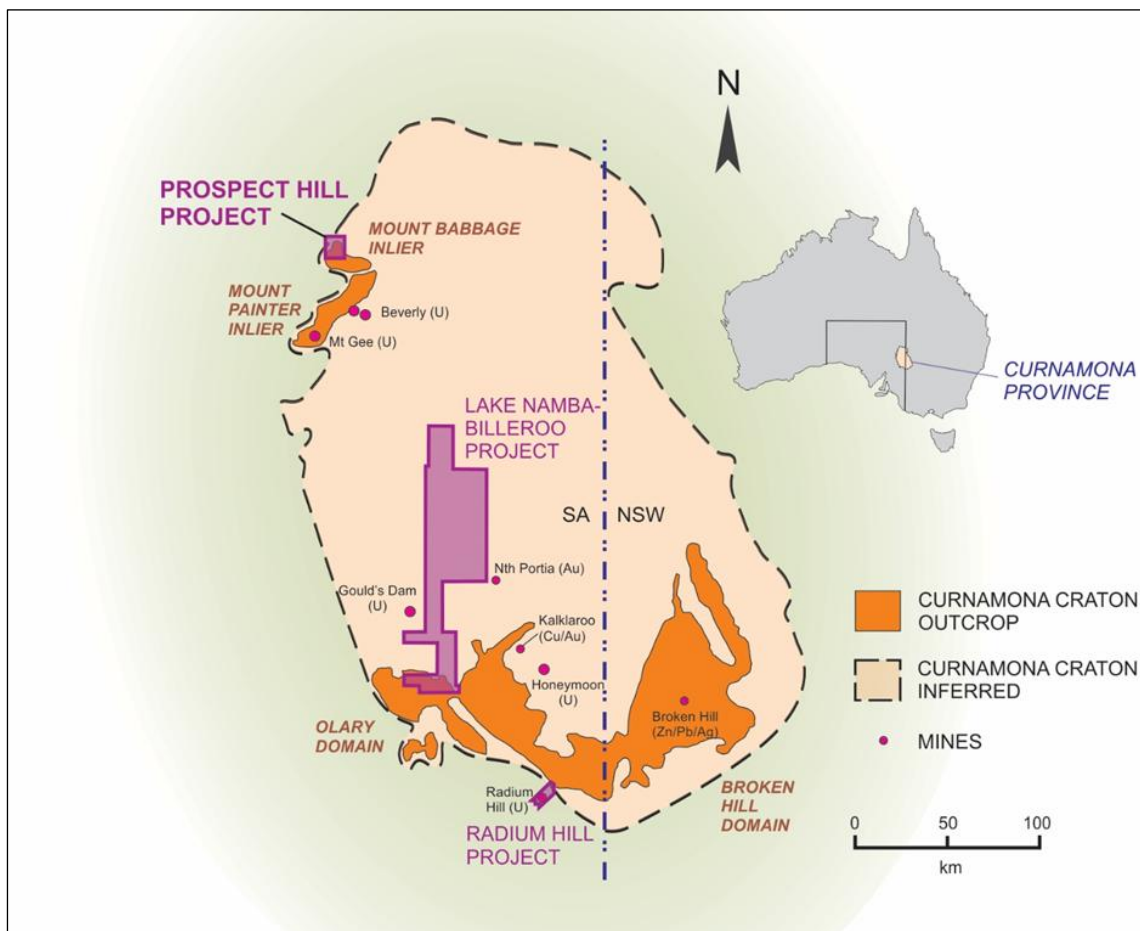 N
PROSPECT HILL
PROJECT
MOUNT BABBAGE
INLIER
MOUNT
PAINTER
INLIER
Beverly (U)
Mt Gee (U)
CURNAMONA
PROVINCE
LAKE NAMBA-
BILLEROO
PROJECT
SA
NSW
Nth Portia (Au)
Gould's Dam
(U)
Kalklaroo
(Cu/Au)
Honeymoon
(U)
Broken Hill
(Zn/Pb/Ag)
OLARY
DOMAIN
Radium
Hill (U)
RADIUM HILL
PROJECT
BROKEN
HILL
DOMAIN
CURNAMONA CRATON
OUTCROP
CURNAMONA CRATON
INFERRED
MINES
0 50 100
km